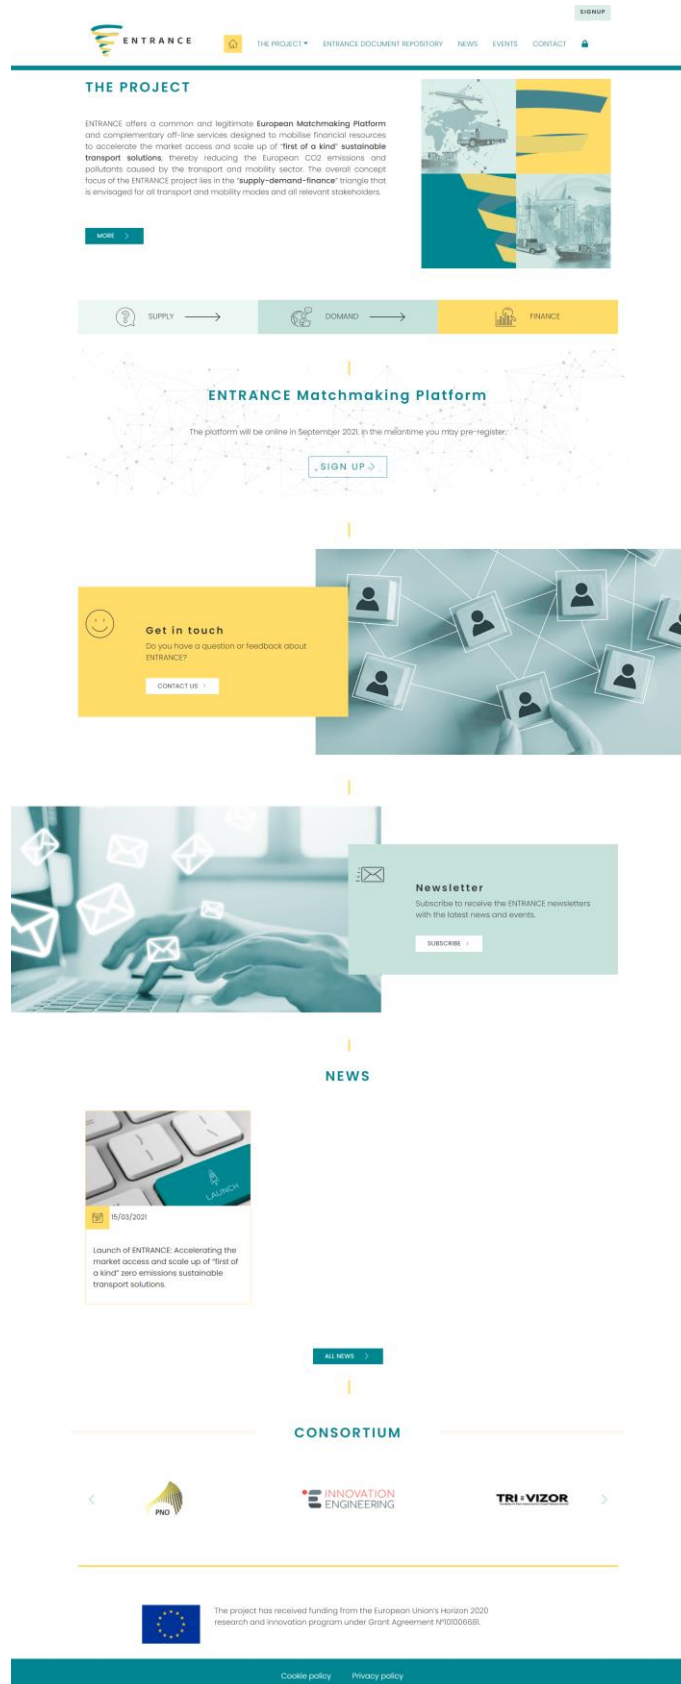 SIGNUP
ENTRANCE
THE PROJECT
ENTRANCE DOCUMENT REPOSITORY
NEWS
EVENTS
CONTACT
THE PROJECT
ENTRANCE offers a common and legitimate European Matchmaking Platform
and complementary off-line services designed to mobilise financial resources
to accelerate the market access and scale up of "first of a kind" sustainable
transport solutions, thereby reducing the European CO2 emissions and
pollutants caused by the transport and mobility sector. The overall concept
focus of the ENTRANCE project lies in the "supply-demand-finance" triangle that
is envisaged for all transport and mobility modes and all relevant stakeholders.
MORE
SUPPLY
DOMAND
FINANCE
ENTRANCE Matchmaking Platform
The platform will be online in September 2021. In the meantime you may pre-register.
SIGN UP
Get in touch
Do you have a question or feedback about
ENTRANCE?
CONTACT US
Newsletter
Subscribe to receive the ENTRANCE newsletters
with the latest news and events.
SUBSCRIBE
NEWS
LAUNCH
15/03/2021
Launch of ENTRANCE: Accelerating the
market access and scale up of "first of
a kind" zero emissions sustainable
transport solutions.
ALL NEWS
CONSORTIUM
PNO
INNOVATION
ENGINEERING
TRI VIZOR
The project has received funding from the European Union's Horizon 2020
research and innovation program under Grant Agreement N°101006681.
Cookie policy
Privacy policy